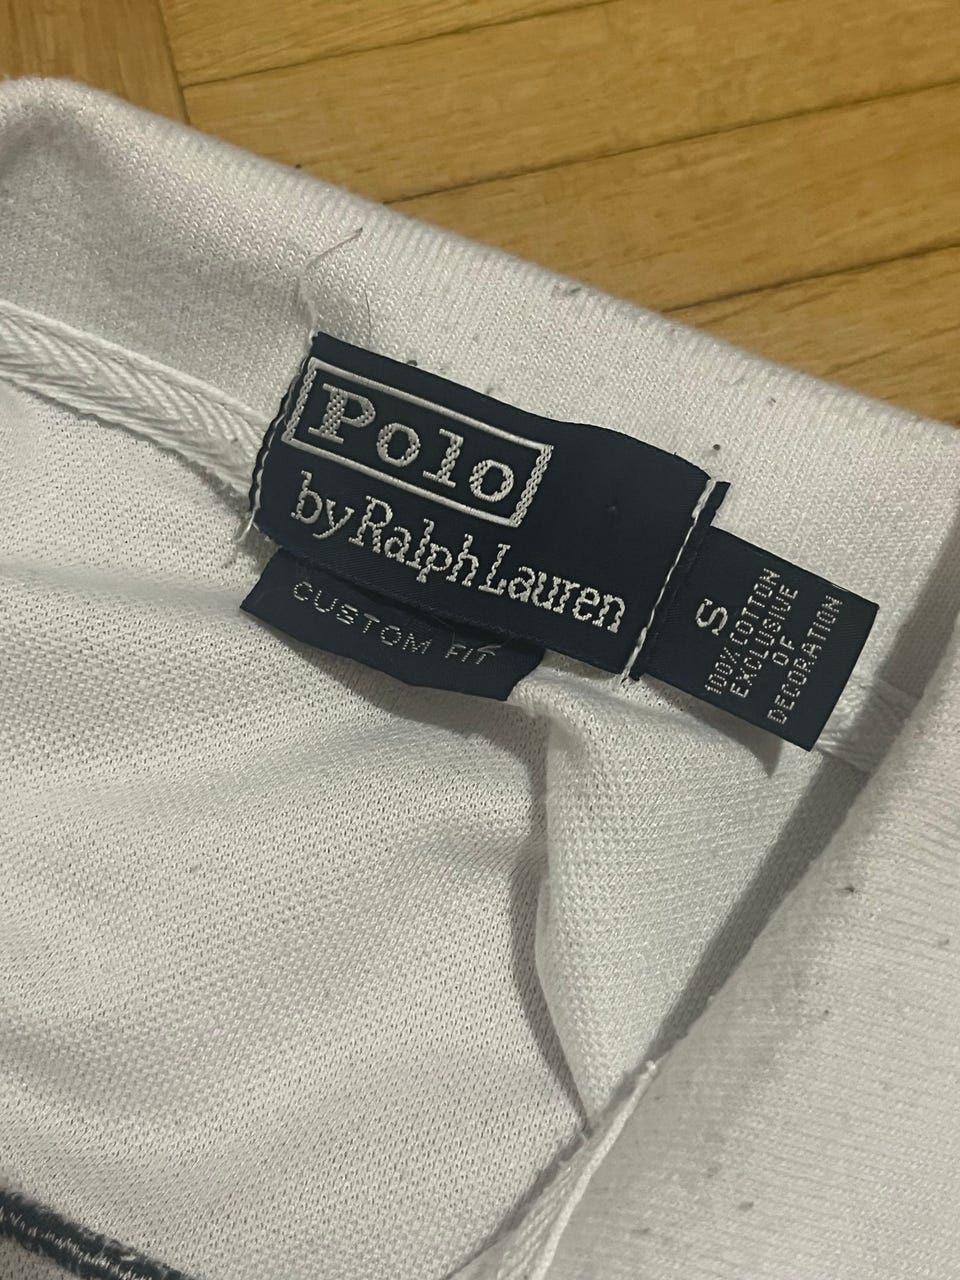 Polo
by Ralph Lauren
CUSTOM FIT
S
100% COTTON
EXCLUSIVE
OF
DECORATION